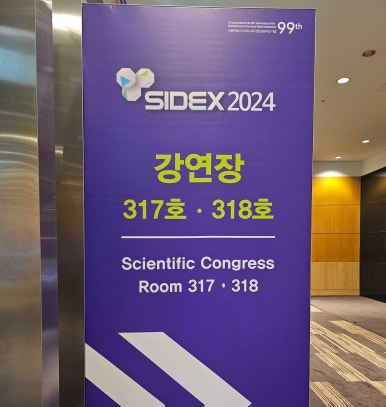 99th
SIDEX 2024
강연장
317호 · 318호
Scientific Congress
Room 317 · 318